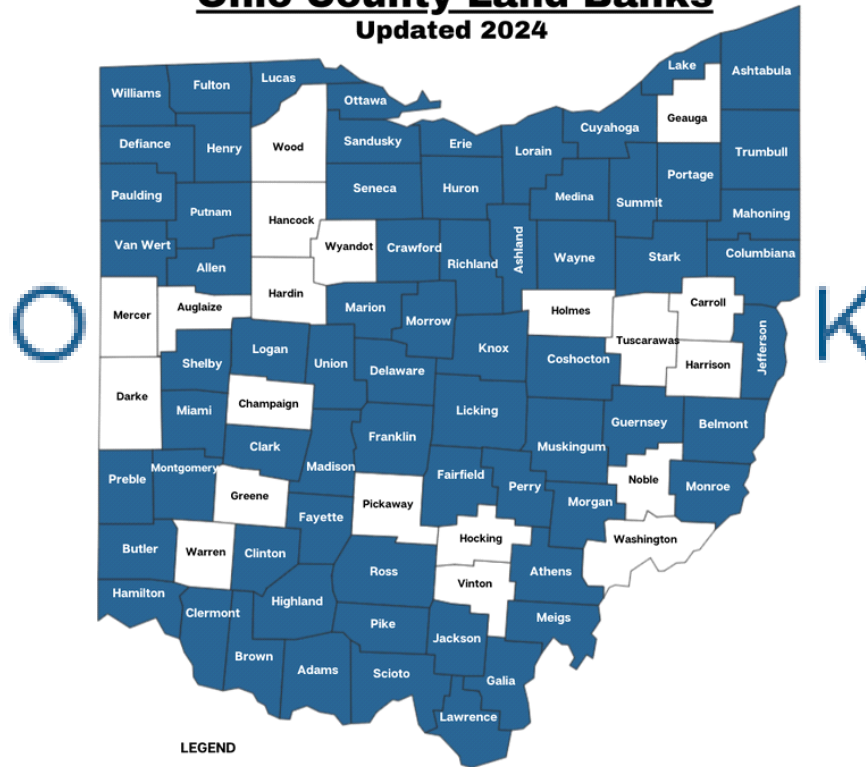 Ohio County Land Banks
Updated 2024
Lake
Ashtabula
Williams
Fulton
Lucas
Ottawa
Geauga
Cuyahoga
Defiance
Henry
Wood
Sandusky
Erie
Lorain
Trumbull
Portage
Paulding
Putnam
Seneca
Huron
Medina
Summit
Mahoning
Hancock
Van Wert
Wyandot
Crawford
Richland
Ashland
Wayne
Stark
Columbiana
Allen
Hardin
Mercer
Auglaize
Marion
Morrow
Holmes
Carroll
O
K
Tuscarawas
Jefferson
Logan
Union
Knox
Coshocton
Harrison
Shelby
Delaware
Darke
Champaign
Miami
Licking
Guernsey
Belmont
Clark
Franklin
Muskingum
Madison
Montgomery
Preble
Fairfield
Perry
Noble
Monroe
Greene
Pickaway
Morgan
Fayette
Hocking
Washington
Butler
Warren
Clinton
Ross
Vinton
Athens
Hamilton
Highland
Clermont
Pike
Jackson
Meigs
Brown
Adams
Scioto
Galia
Lawrence
LEGEND